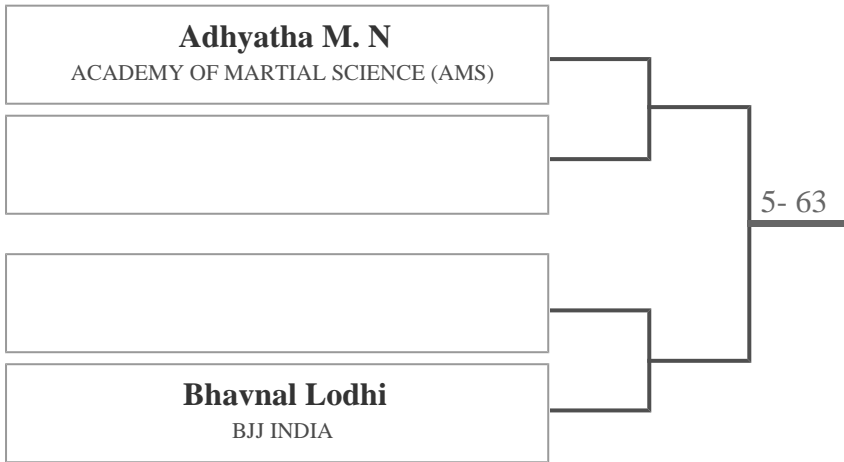 Adhyatha M. N
ACADEMY OF MARTIAL SCIENCE (AMS)
5- 63
Bhavnal Lodhi
BJJ INDIA